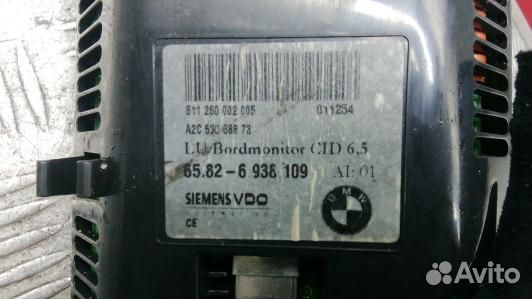 511 260 002 005 011254
A2C 530 688 73
LU Bordmonitor CID 6,5
65.82-6 938 109 AI: 01
SIEMENS VDO
CE
BMW
Avito